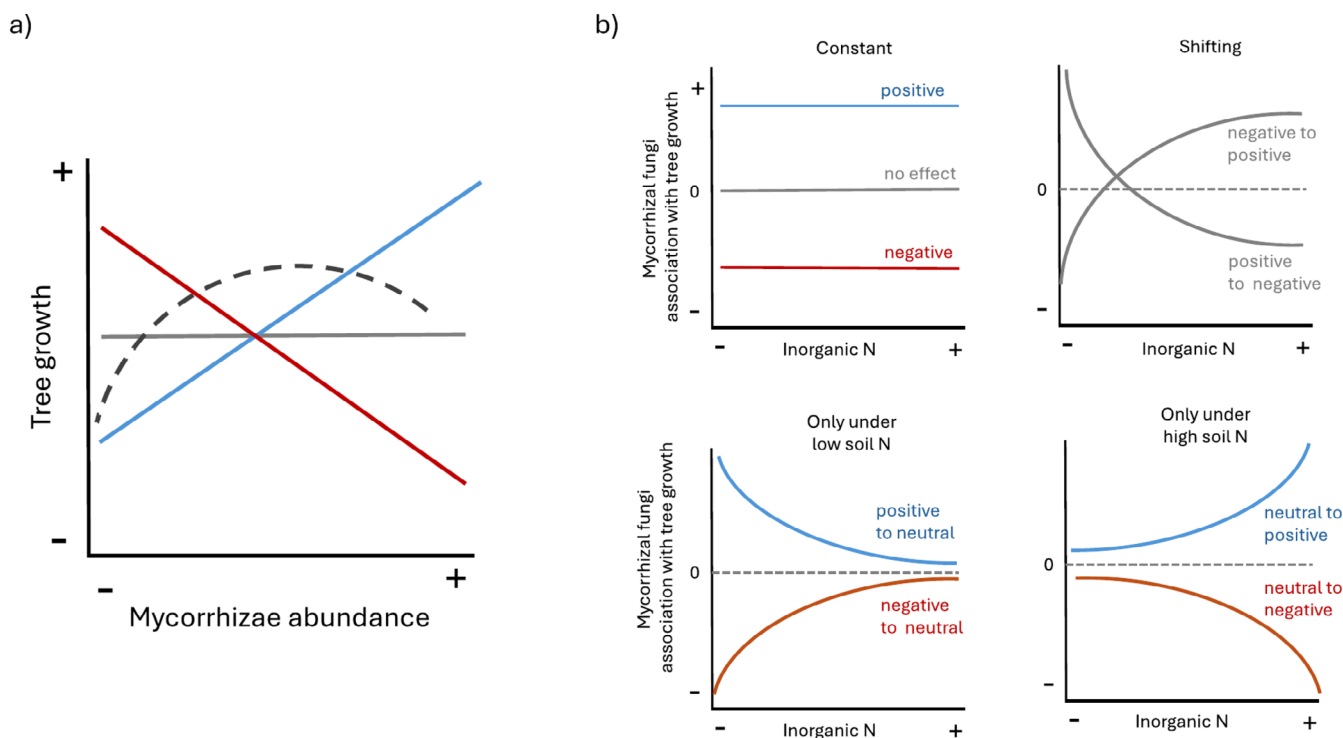 a)
+
Tree growth
–
–
+
Mycorrhizae abundance
b)
Constant
Mycorrhizal fungi
association with tree growth
+
positive
no effect
0
negative
–
–
Inorganic N
+
Shifting
negative to
positive
0
positive
to negative
–
–
Inorganic N
+
Only under
low soil N
Mycorrhizal fungi
association with tree growth
positive
to neutral
0
negative
to neutral
–
–
Inorganic N
+
Only under
high soil N
neutral to
positive
0
neutral to
negative
–
–
Inorganic N
+